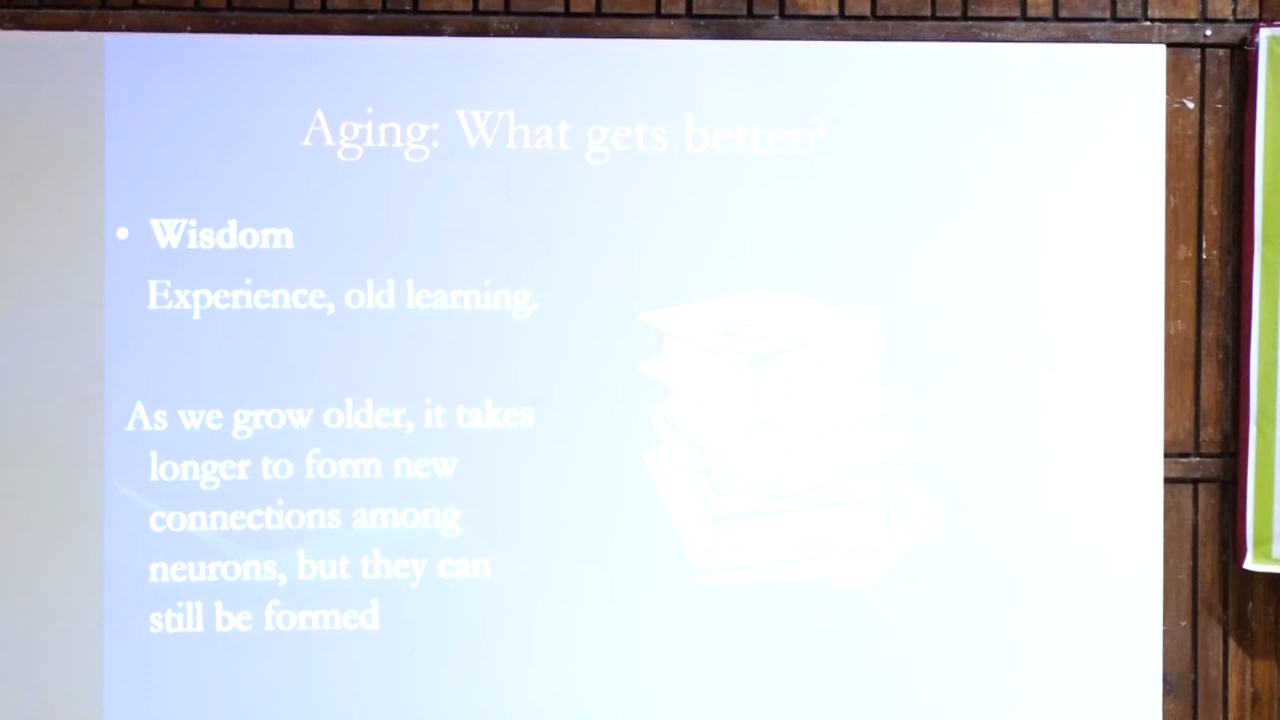 Aging: What gets better?
• Wisdom
Experience, old learning.
As we grow older, it takes
longer to form new
connections among
neurons, but they can
still be formed